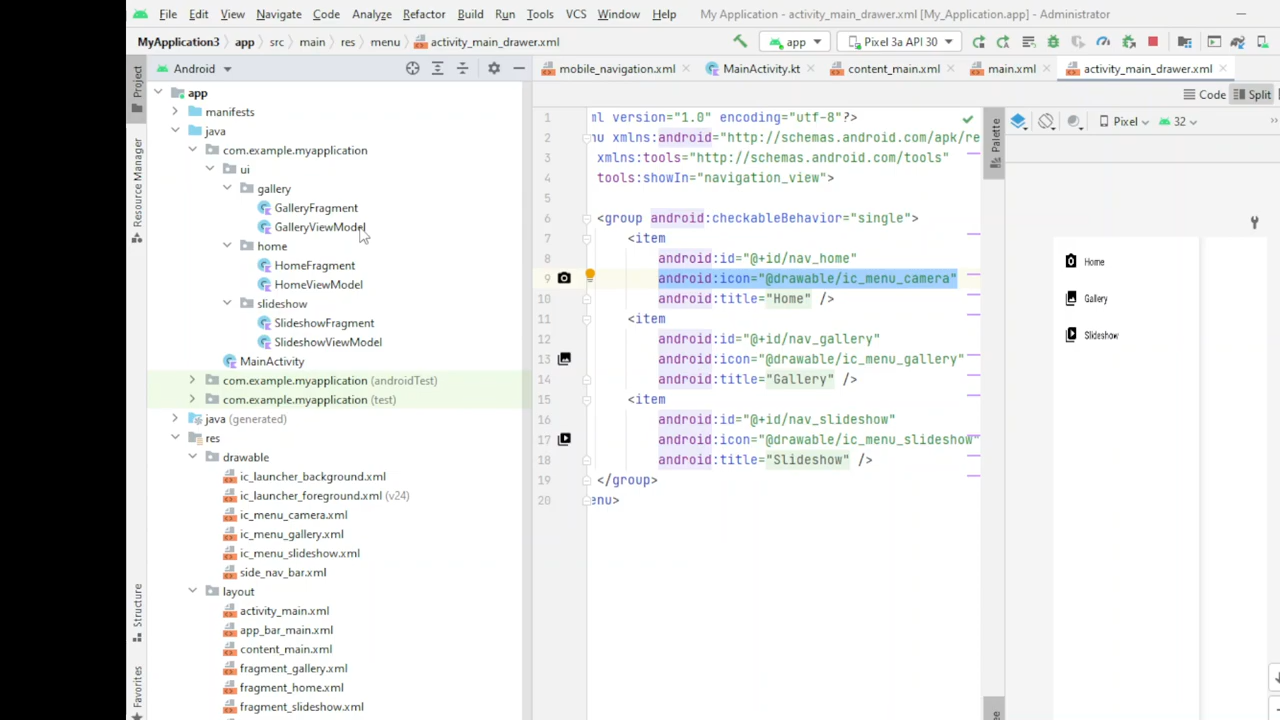 File Edit View Navigate Code Analyze Refactor Build Run Tools VCS Window Help My Application - activity_main_drawer.xml [My_Application.app] - Administrator
MyApplication3 app src main res menu activity_main_drawer.xml app Pixel 3a API 30
Project
Resource Manager
Structure
Favorites
Android
app
manifests
java
com.example.myapplication
ui
gallery
GalleryFragment
GalleryViewModel
home
HomeFragment
HomeViewModel
slideshow
SlideshowFragment
SlideshowViewModel
MainActivity
com.example.myapplication (androidTest)
com.example.myapplication (test)
java (generated)
res
drawable
ic_launcher_background.xml
ic_launcher_foreground.xml (v24)
ic_menu_camera.xml
ic_menu_gallery.xml
ic_menu_slideshow.xml
side_nav_bar.xml
layout
activity_main.xml
app_bar_main.xml
content_main.xml
fragment_gallery.xml
fragment_home.xml
fragment_slideshow.xml
mobile_navigation.xml MainActivity.kt content_main.xml main.xml activity_main_drawer.xml
Code Split
1 ml version="1.0" encoding="utf-8"?>
2 nu xmlns:android="http://schemas.android.com/apk/re
3 xmlns:tools="http://schemas.android.com/tools"
4 tools:showIn="navigation_view">
5
6 <group android:checkableBehavior="single">
7 <item
8 android:id="@+id/nav_home"
9 android:icon="@drawable/ic_menu_camera"
10 android:title="Home" />
11 <item
12 android:id="@+id/nav_gallery"
13 android:icon="@drawable/ic_menu_gallery"
14 android:title="Gallery" />
15 <item
16 android:id="@+id/nav_slideshow"
17 android:icon="@drawable/ic_menu_slideshow"
18 android:title="Slideshow" />
19 </group>
20 enu>
Palette
Pixel 32
Home
Gallery
Slideshow